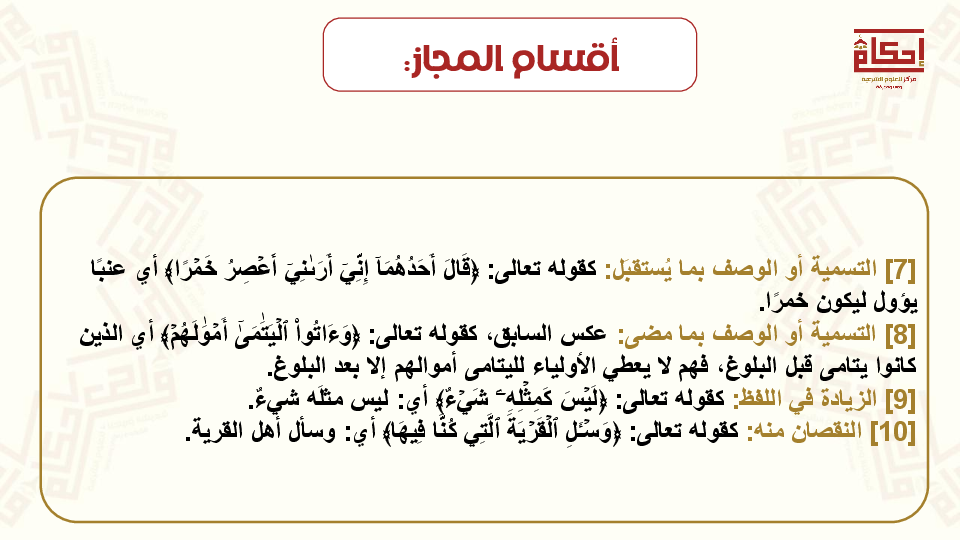 أقسام المجاز:
إحكام
مركز للعلوم الشرعية
[7] التسمية أو الوصف بما يُستقبَل: كقوله تعالى: ﴿قَالَ أَحَدُهُمَآ إِنِّيٓ أَرَىٰنِيٓ أَعۡصِرُ خَمۡرٗا﴾ أي عنبًا
يؤول ليكون خمرًا.
[8] التسمية أو الوصف بما مضى: عكس السابق، كقوله تعالى: ﴿وَءَاتُواْ ٱلۡيَتَٰمَىٰٓ أَمۡوَٰلَهُمۡ﴾ أي الذين
كانوا يتامى قبل البلوغ، فهم لا يعطي الأولياء لليتامى أموالهم إلا بعد البلوغ.
[9] الزيادة في اللفظ: كقوله تعالى: ﴿لَيۡسَ كَمِثۡلِهِۦ شَيۡءٞ﴾ أي: ليس مثلَه شيءٌ.
[10] النقصان منه: كقوله تعالى: ﴿وَسۡـَٔلِ ٱلۡقَرۡيَةَ ٱلَّتِي كُنَّا فِيهَا﴾ أي: وسأل أهل القرية.